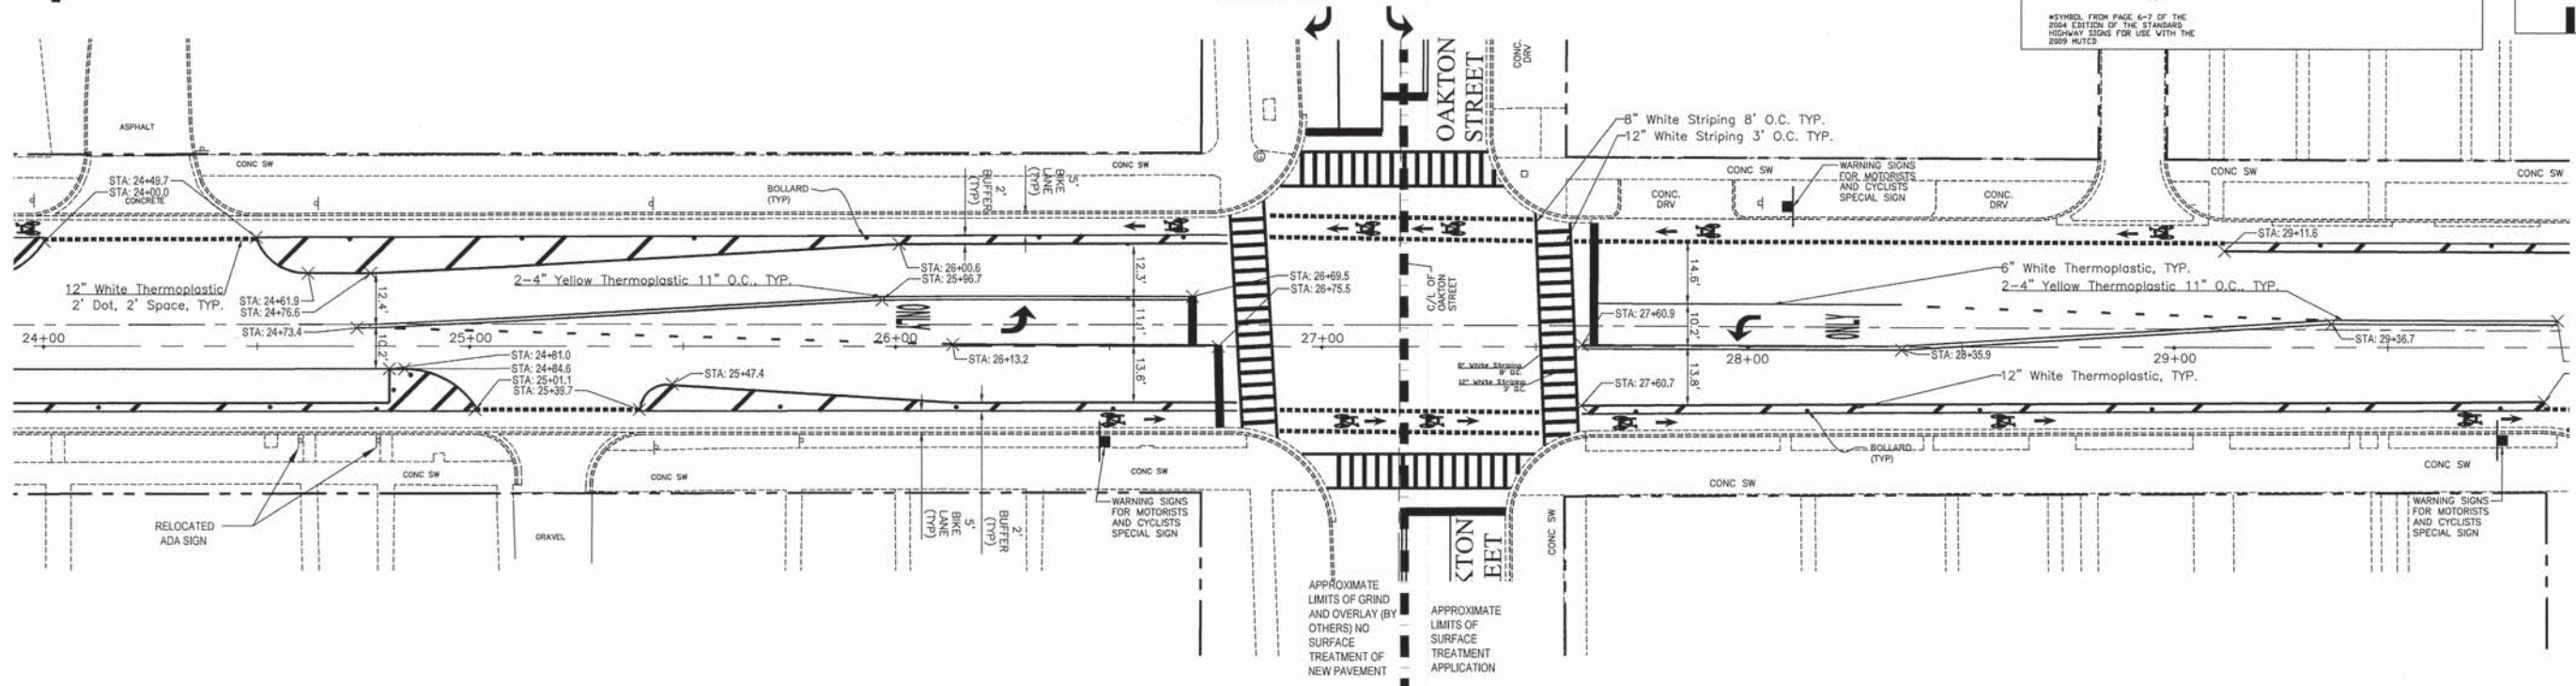 *SYMBOL FROM PAGE 6-7 OF THE
2004 EDITION OF THE STANDARD
HIGHWAY SIGNS FOR USE WITH THE
2009 MUTCD
ASPHALT
CONC SW
STA: 24+49.7
STA: 24+00.0
CONCRETE
12" White Thermoplastic
2' Dot, 2' Space, TYP.
STA: 24+61.9
STA: 24+76.6
STA: 24+73.4
12.4'
10.2'
24+00
25+00
2-4" Yellow Thermoplastic 11" O.C., TYP.
BOLLARD
(TYP)
2'
BUFFER
(TYP)
5'
BIKE
LANE
(TYP)
CONC SW
STA: 26+00.6
STA: 25+96.7
ONLY
26+00
STA: 26+13.2
12.3'
11.1'
13.6'
STA: 26+69.5
STA: 26+75.5
STA: 24+81.0
STA: 24+84.6
STA: 25+01.1
STA: 25+39.7
STA: 25+47.4
CONC SW
RELOCATED
ADA SIGN
GRAVEL
CONC SW
5'
BIKE
LANE
(TYP)
2'
BUFFER
(TYP)
CONC SW
WARNING SIGNS
FOR MOTORISTS
AND CYCLISTS
SPECIAL SIGN
OAKTON
STREET
CONC.
DRV
8" White Striping 8' O.C. TYP.
12" White Striping 3' O.C. TYP.
C/L OF
OAKTON
STREET
27+00
8" White Striping
8' O.C.
12" White Striping
3' O.C.
KTON
EET
CONC SW
APPROXIMATE
LIMITS OF GRIND
AND OVERLAY (BY
OTHERS) NO
SURFACE
TREATMENT OF
NEW PAVEMENT
APPROXIMATE
LIMITS OF
SURFACE
TREATMENT
APPLICATION
CONC.
DRV
CONC SW
WARNING SIGNS
FOR MOTORISTS
AND CYCLISTS
SPECIAL SIGN
CONC.
DRV
CONC SW
CONC SW
STA: 29+11.6
14.6'
10.2'
13.8'
6" White Thermoplastic, TYP.
2-4" Yellow Thermoplastic 11" O.C., TYP.
STA: 27+60.9
ONLY
28+00
STA: 28+35.9
29+00
STA: 29+36.7
STA: 27+60.7
12" White Thermoplastic, TYP.
BOLLARD
(TYP)
CONC SW
CONC SW
WARNING SIGNS
FOR MOTORISTS
AND CYCLISTS
SPECIAL SIGN